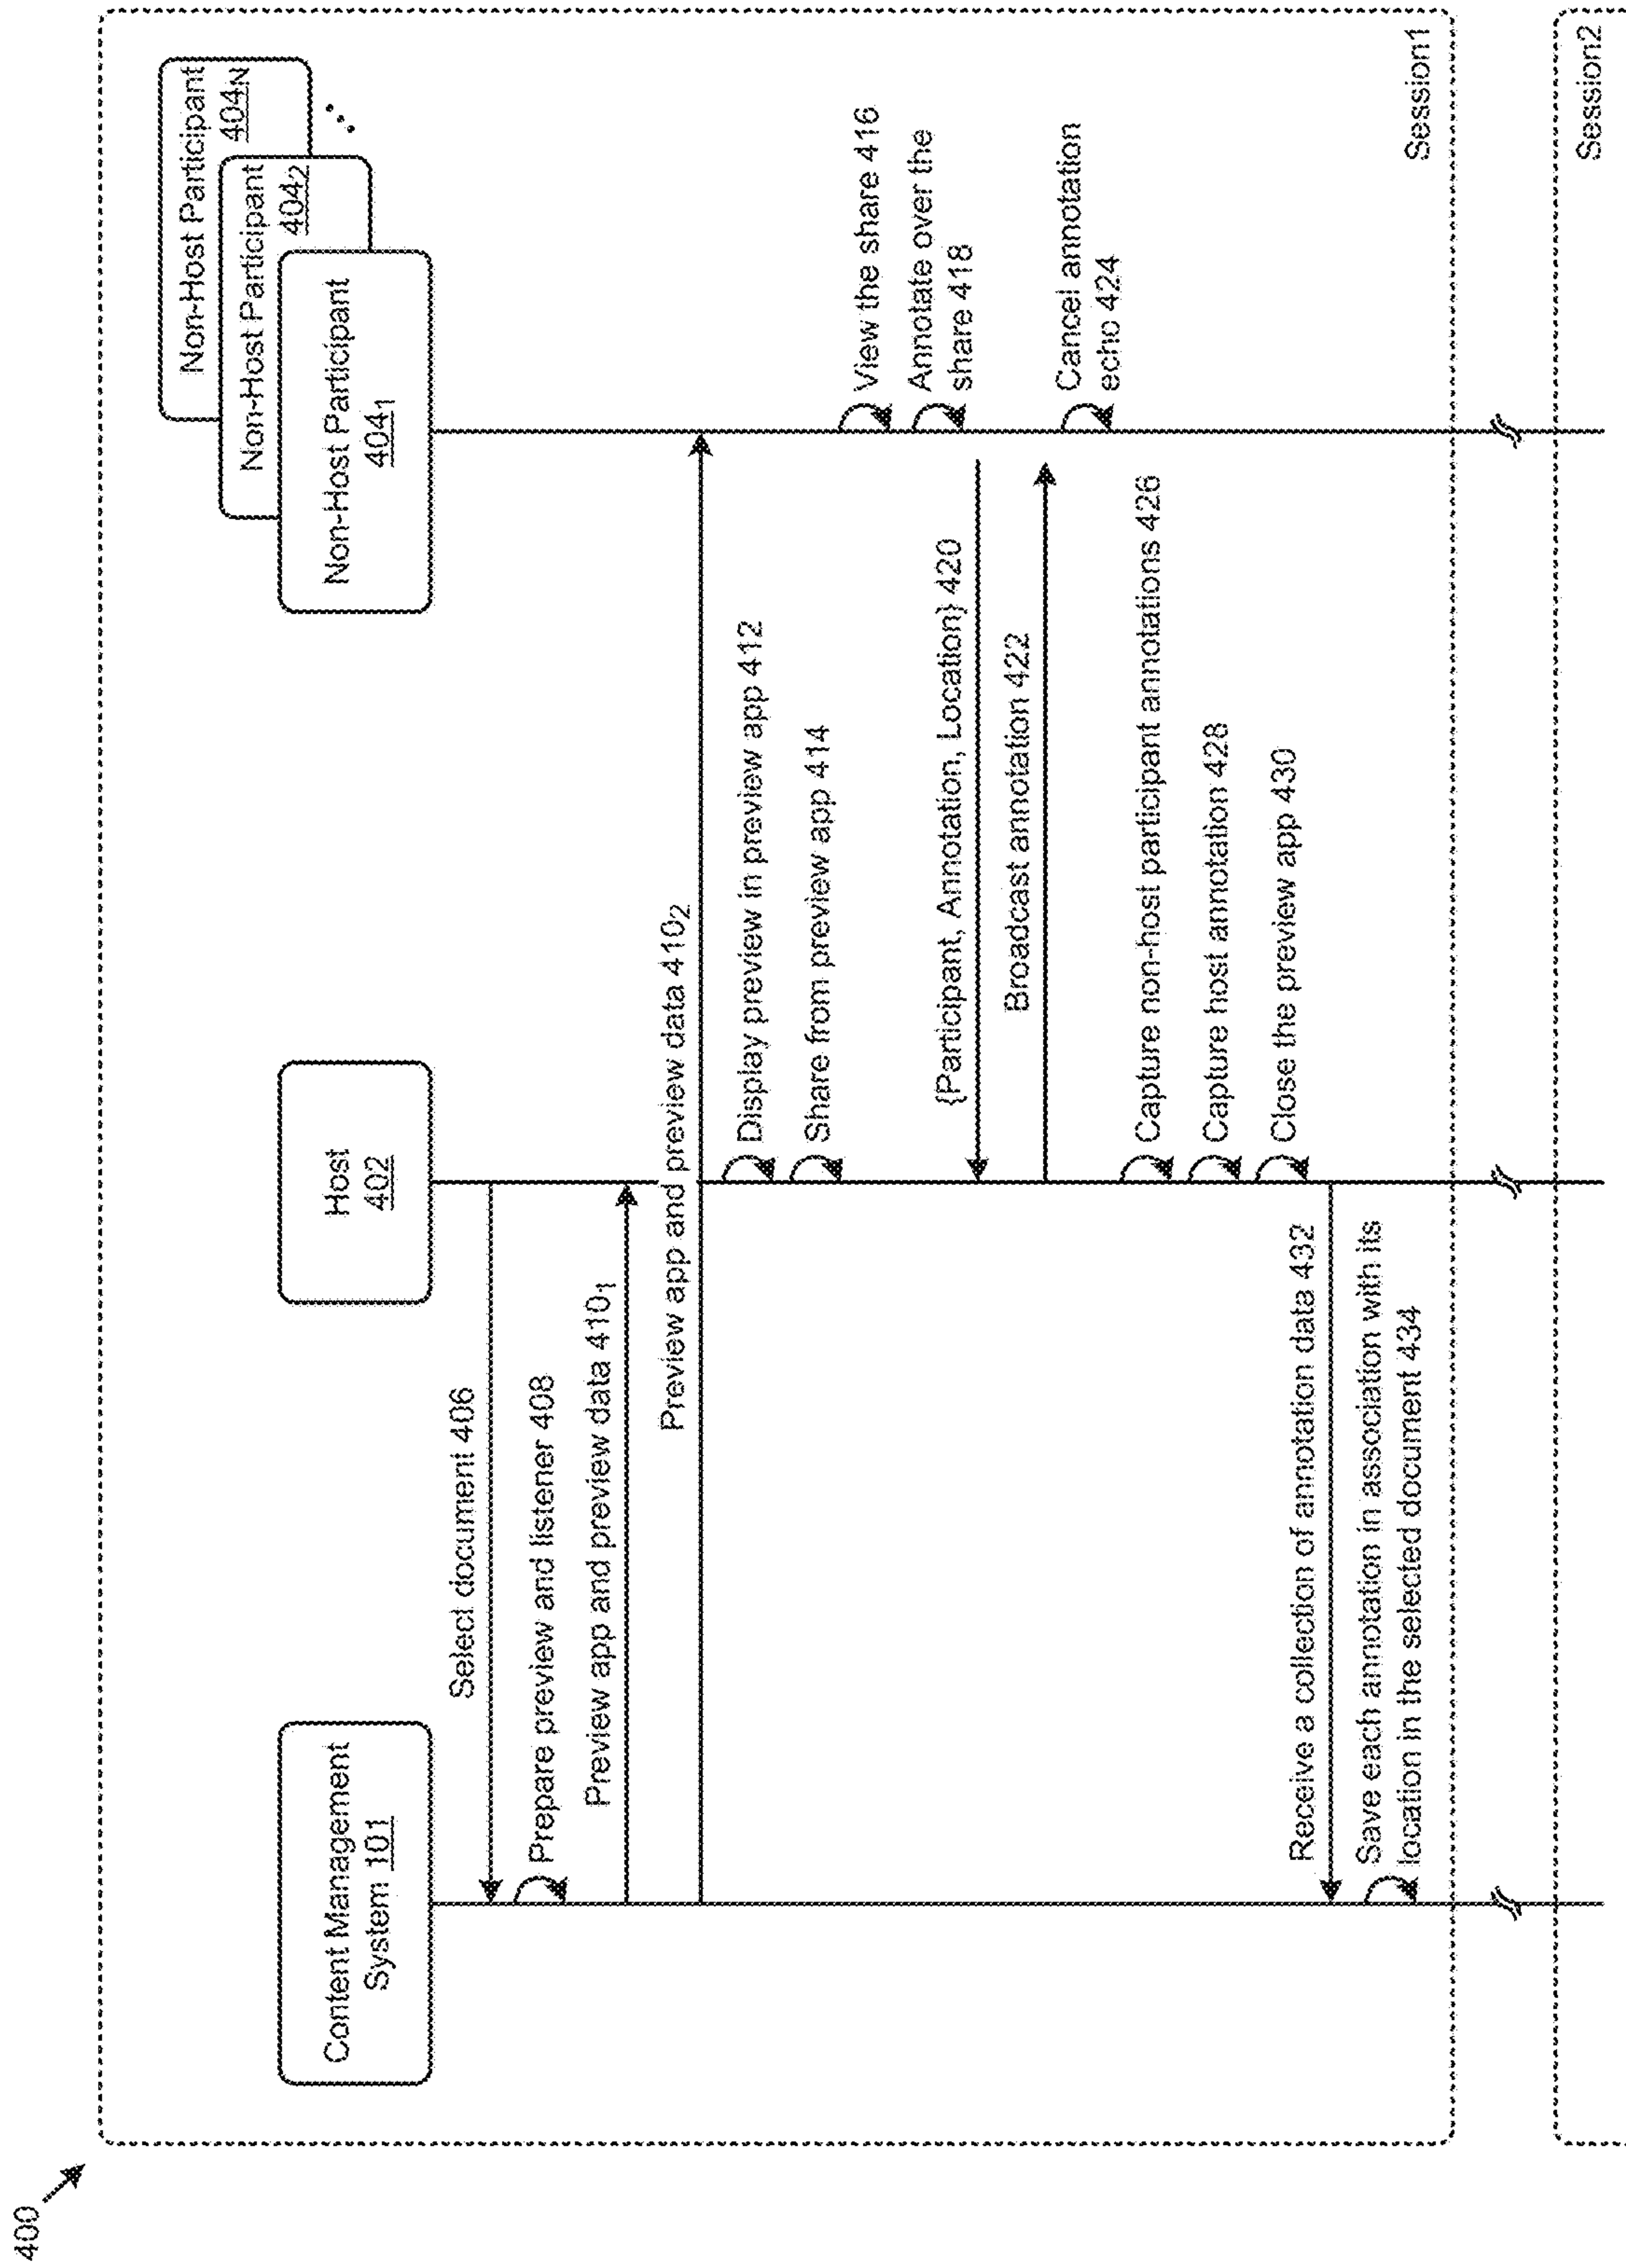 400
Content Management
System 101
Host
402
Non-Host Participant
404N
Non-Host Participant
4042
Non-Host Participant
4041
Select document 406
Prepare preview and listener 408
Preview app and preview data 4101
Preview app and preview data 4102
Display preview in preview app 412
Share from preview app 414
View the share 416
Annotate over the
share 418
{Participant, Annotation, Location} 420
Broadcast annotation 422
Cancel annotation
echo 424
Capture non-host participant annotations 426
Capture host annotation 428
Close the preview app 430
Receive a collection of annotation data 432
Save each annotation in association with its
location in the selected document 434
Session1
Session2